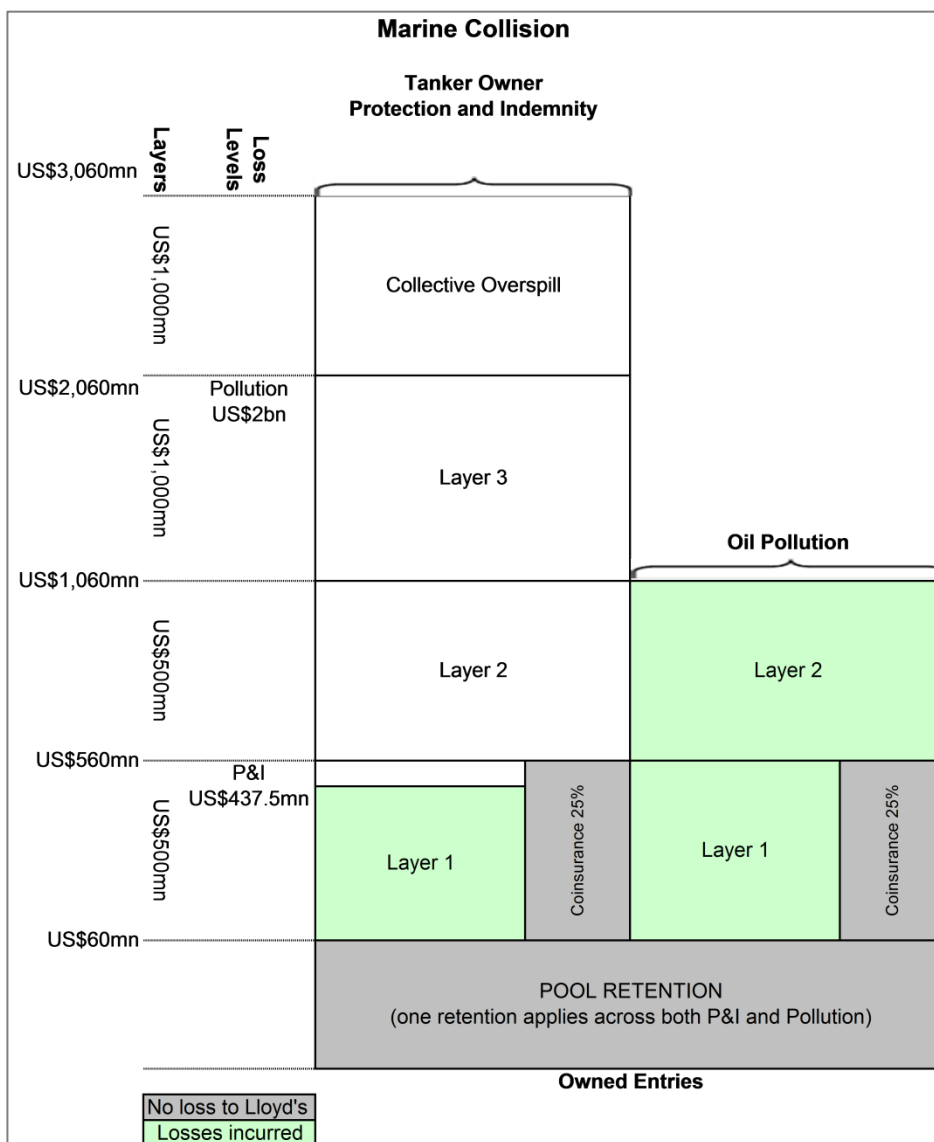 Marine Collision
Tanker Owner
Protection and Indemnity
Layers
Loss
Levels
US$3,060mn
US$1,000mn
Collective Overspill
US$2,060mn
Pollution
US$2bn
US$1,000mn
Layer 3
Oil Pollution
US$1,060mn
US$500mn
Layer 2
Layer 2
US$560mn
P&I
US$437.5mn
US$500mn
Layer 1
Coinsurance 25%
Layer 1
Coinsurance 25%
US$60mn
POOL RETENTION
(one retention applies across both P&I and Pollution)
Owned Entries
No loss to Lloyd's
Losses incurred